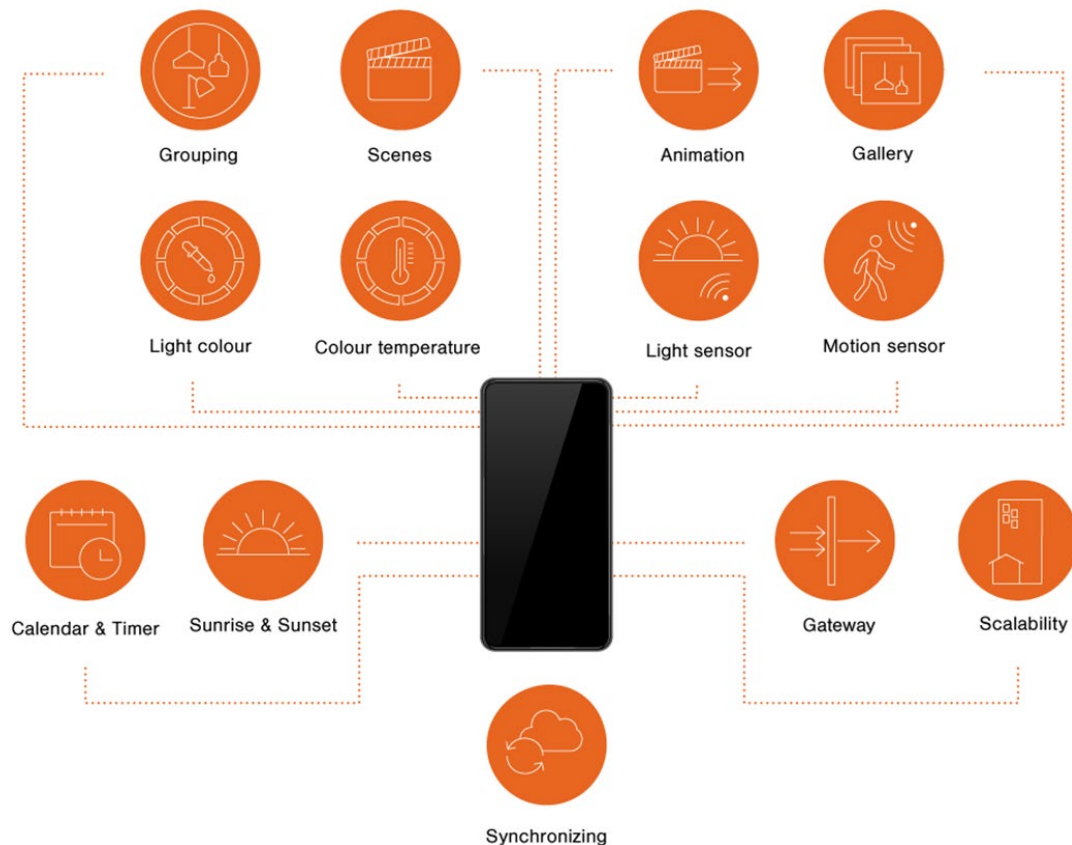 Grouping
Scenes
Animation
Gallery
Light colour
Colour temperature
Light sensor
Motion sensor
Calendar & Timer
Sunrise & Sunset
Gateway
Scalability
Synchronizing